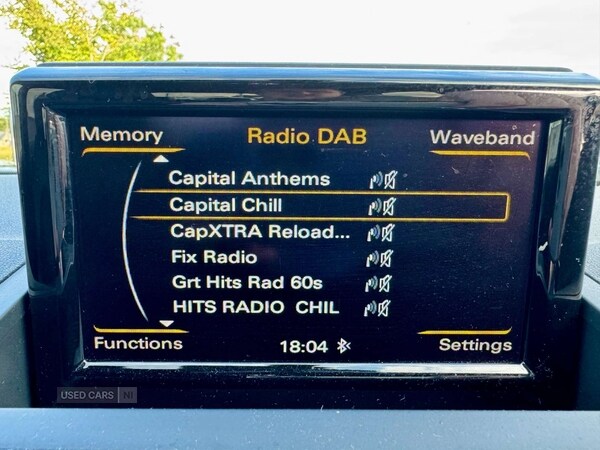 Memory Radio DAB Waveband
Capital Anthems
Capital Chill
CapXTRA Reload...
Fix Radio
Grt Hits Rad 60s
HITS RADIO CHIL
Functions 18:04 Settings
USED CARS NI